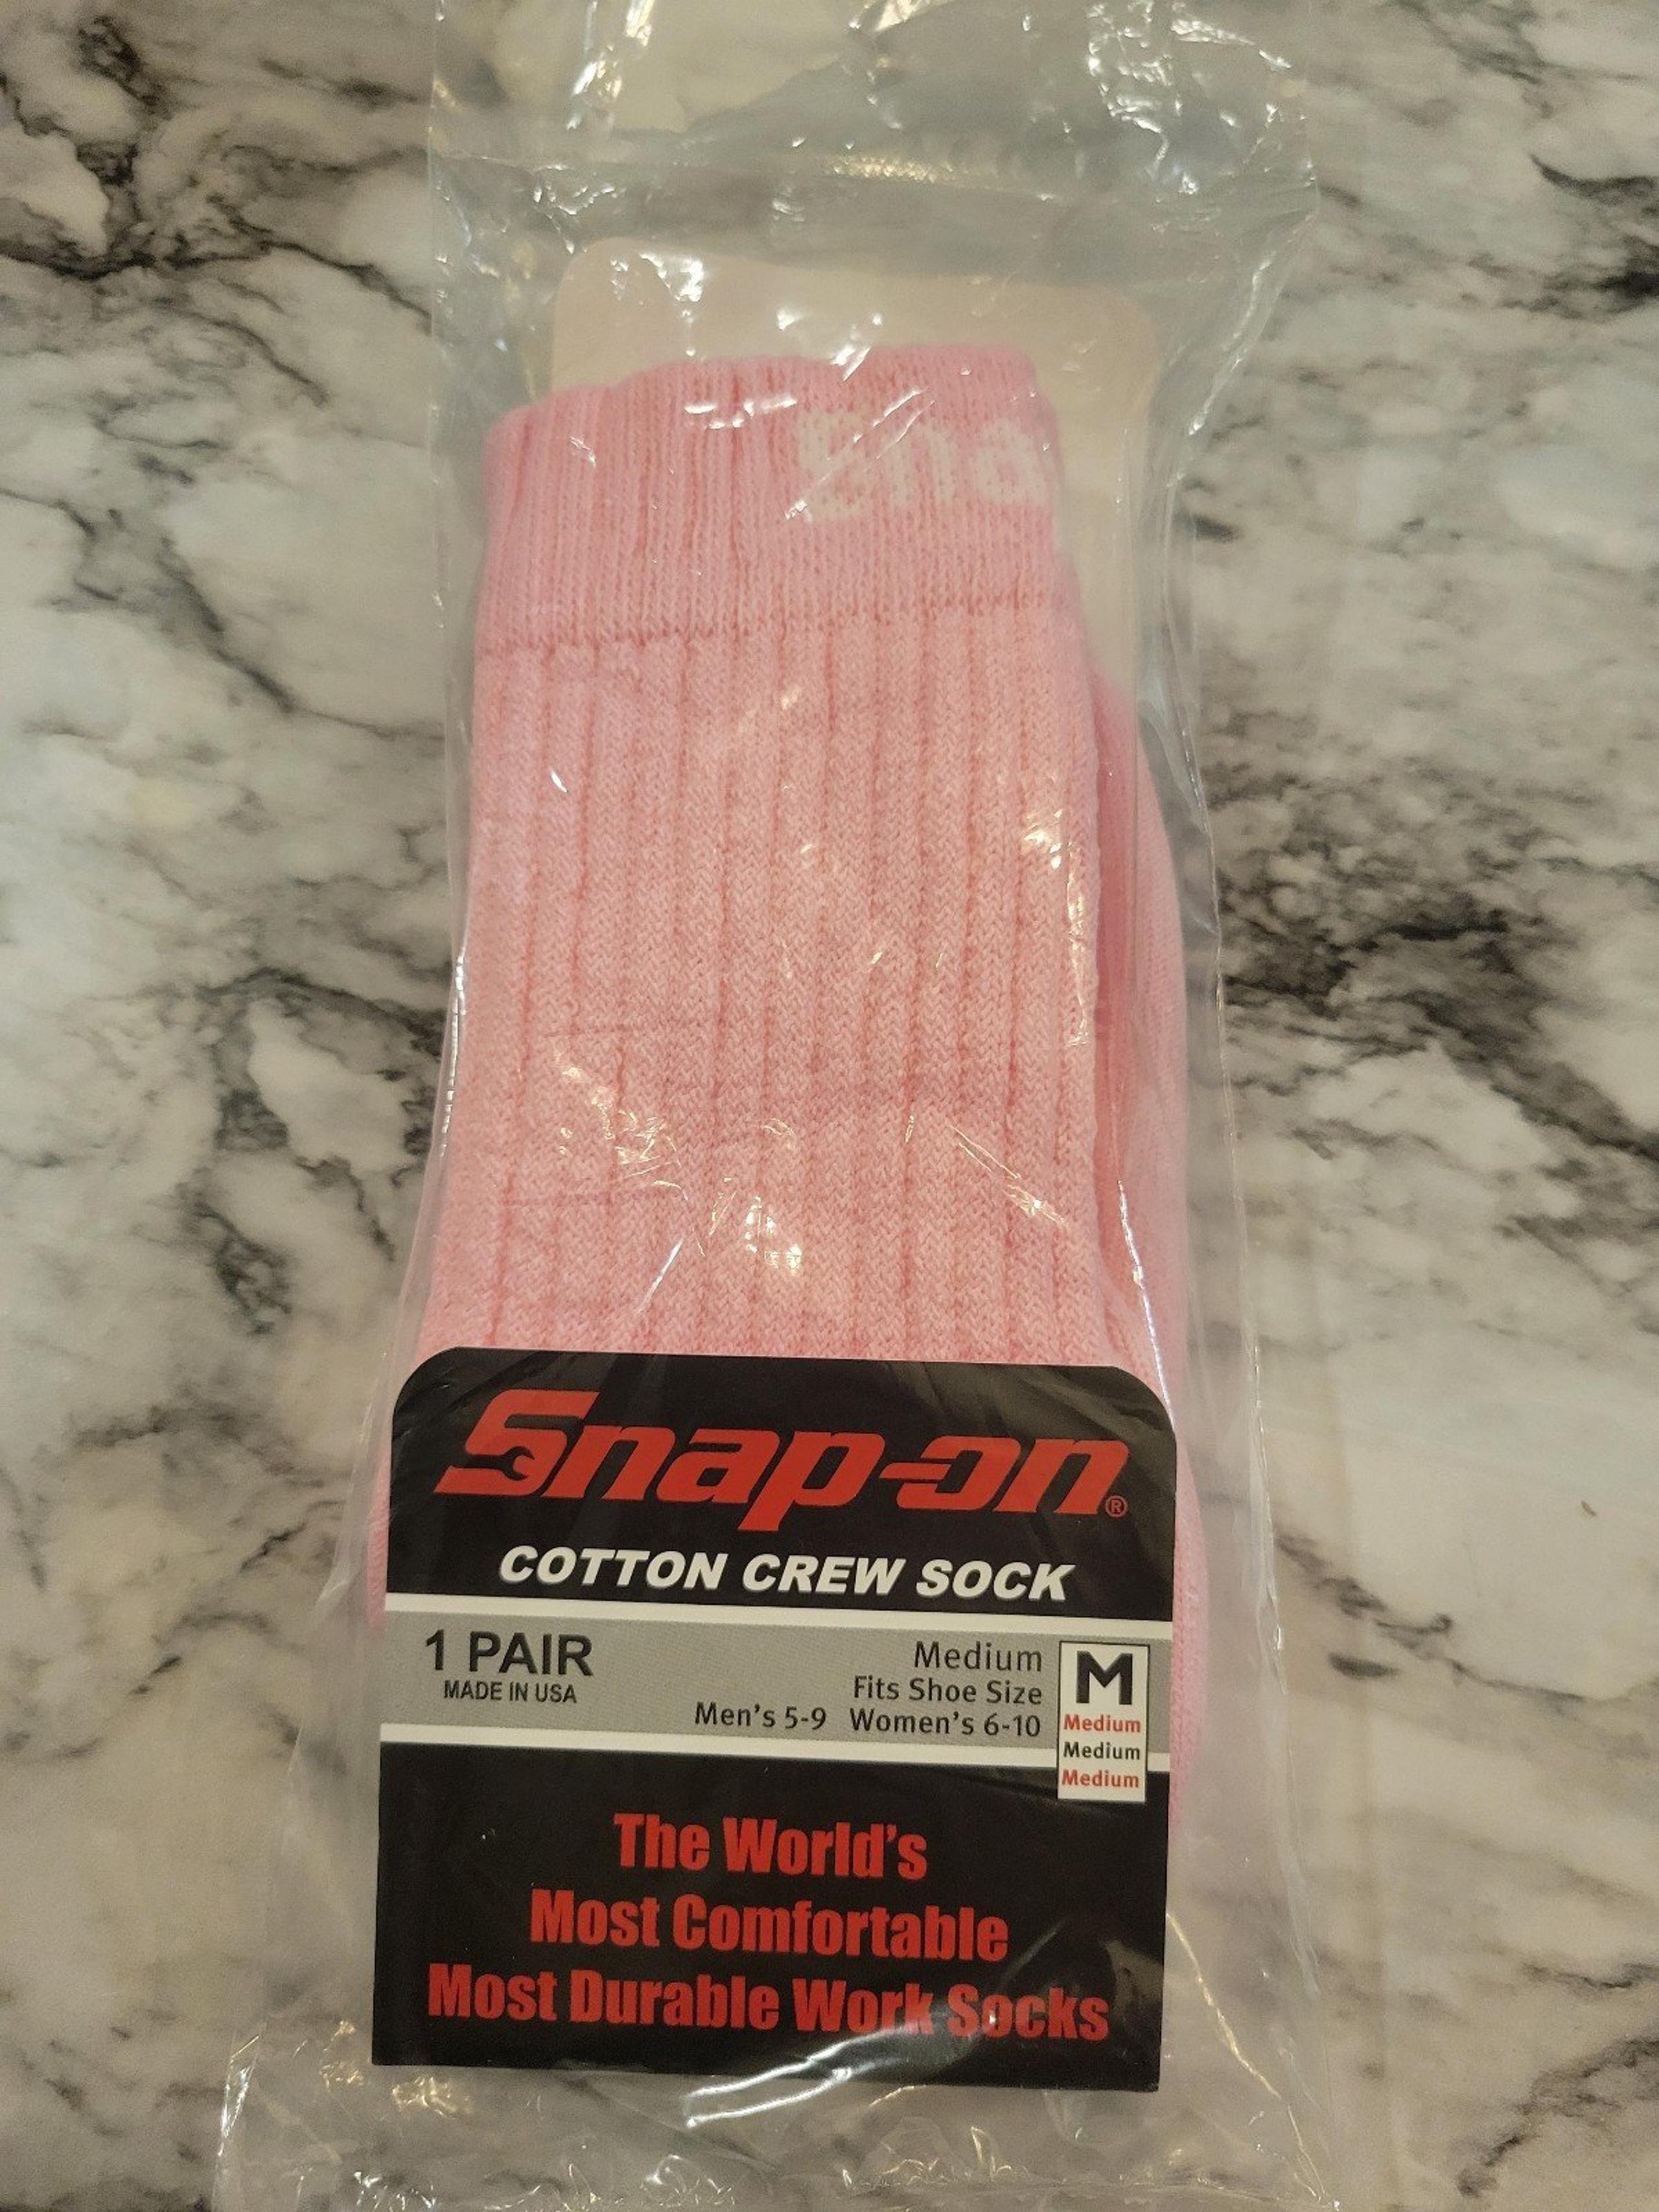 Sna
Snap-on®
COTTON CREW SOCK
1 PAIR
MADE IN USA
Medium
Fits Shoe Size
Men's 5-9 Women's 6-10
M
Medium
Medium
Medium
The World's
Most Comfortable
Most Durable Work Socks